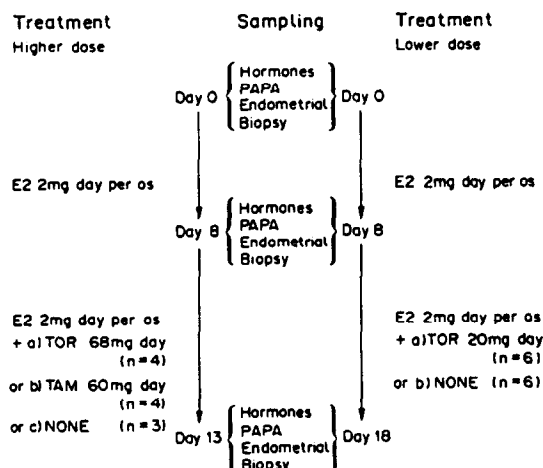 Treatment Sampling Treatment
Higher dose Lower dose
Hormones
Day 0 PAPA Day 0
Endometrial
Biopsy
E2 2mg day per os E2 2mg day per os
Hormones
Day 8 PAPA Day 8
Endometrial
Biopsy
E2 2mg day per os E2 2mg day per os
+ a) TOR 68mg day + a) TOR 20mg day
(n=4) (n=6)
or b) TAM 60mg day or b) NONE (n=6)
(n=4)
or c) NONE (n=3)
Hormones
Day 13 PAPA Day 18
Endometrial
Biopsy